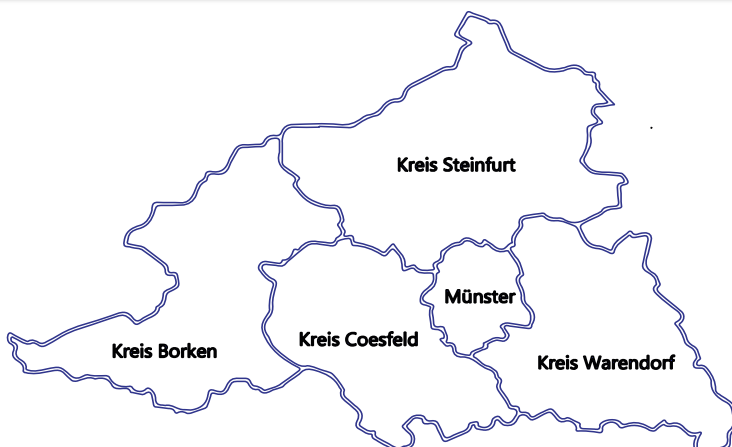 Kreis Steinfurt
Münster
Kreis Coesfeld
Kreis Borken
Kreis Warendorf